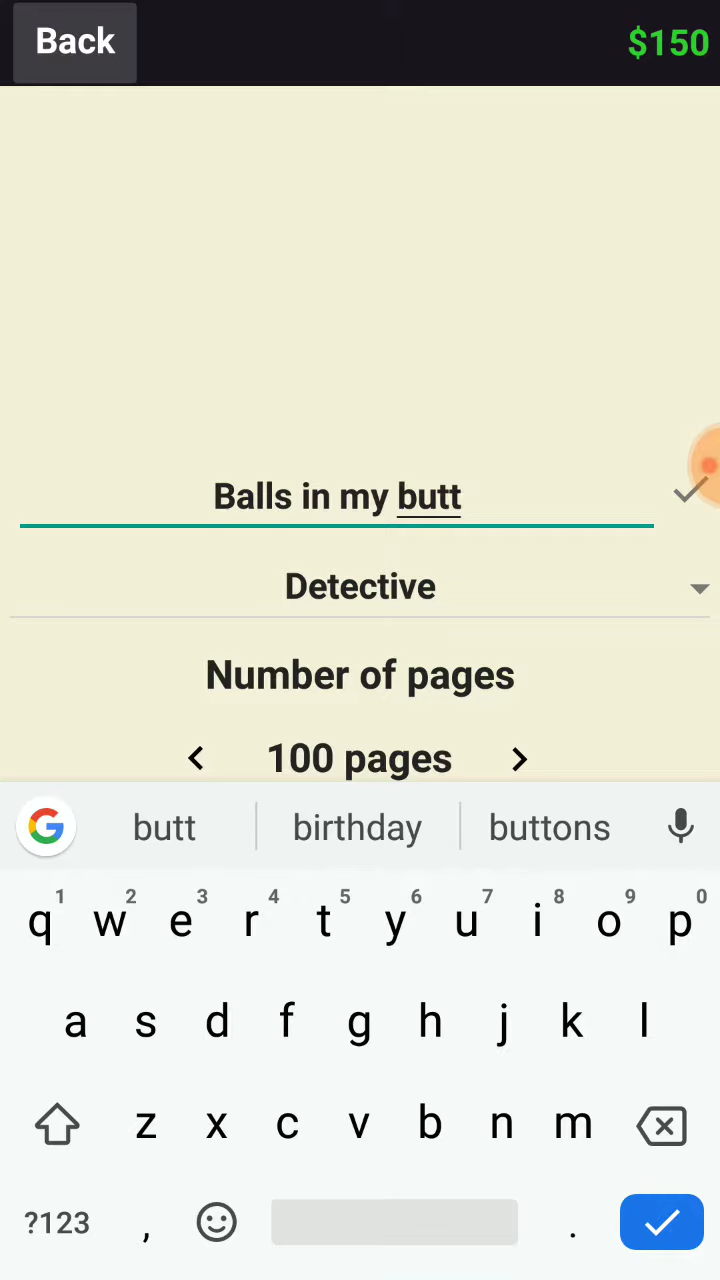 Back $150
Balls in my butt
Detective
Number of pages
< 100 pages >
G butt birthday buttons
1 2 3 4 5 6 7 8 9 0
q w e r t y u i o p
a s d f g h j k l
z x c v b n m
?123 , .